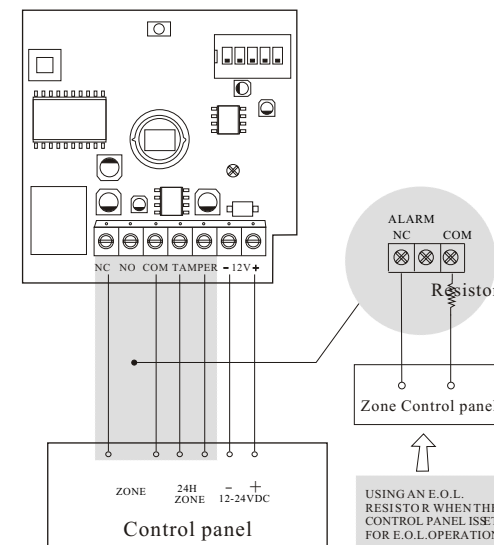 ALARM
NC COM
Resistor
NC NO COM TAMPER - 12V +
Zone Control panel
ZONE 24H ZONE - + 12-24VDC
Control panel
USING AN E.O.L.
RESISTOR WHEN THE
CONTROL PANEL IS SET
FOR E.O.L. OPERATION